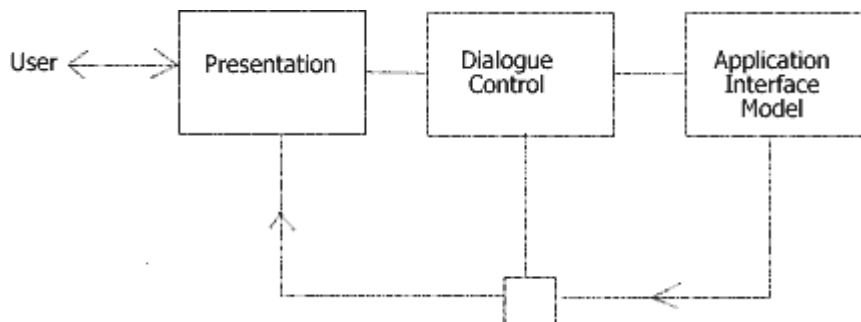 User
Presentation
Dialogue
Control
Application
Interface
Model